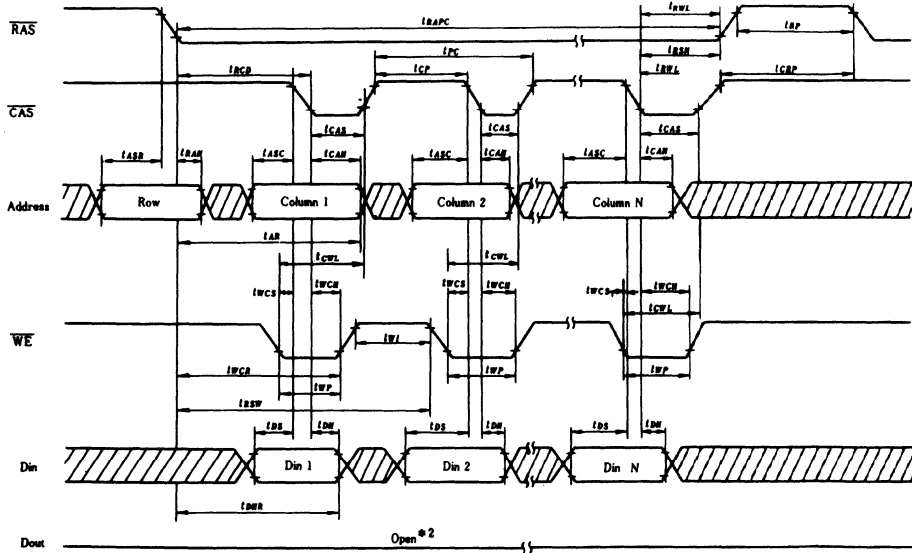 tRWL
tRAPC
tRP
RAS
tPC
tRSH
tRCD
tCP
tRWL
tCRP
CAS
tCAS
tCAS
tCAS
tASR
tRAH
tASC
tCAH
tASC
tCAH
tASC
tCAH
Address
Row
Column 1
Column 2
Column N
tAR
tCWL
tCWL
tWCS
tWCH
tWCS
tWCH
tWCS
tWCH
tCWL
WE
tWI
tWCR
tWP
tWP
tWP
tRSW
tDS
tDH
tDS
tDH
tDS
tDH
Din
Din 1
Din 2
Din N
tDHR
Open*2
Dout